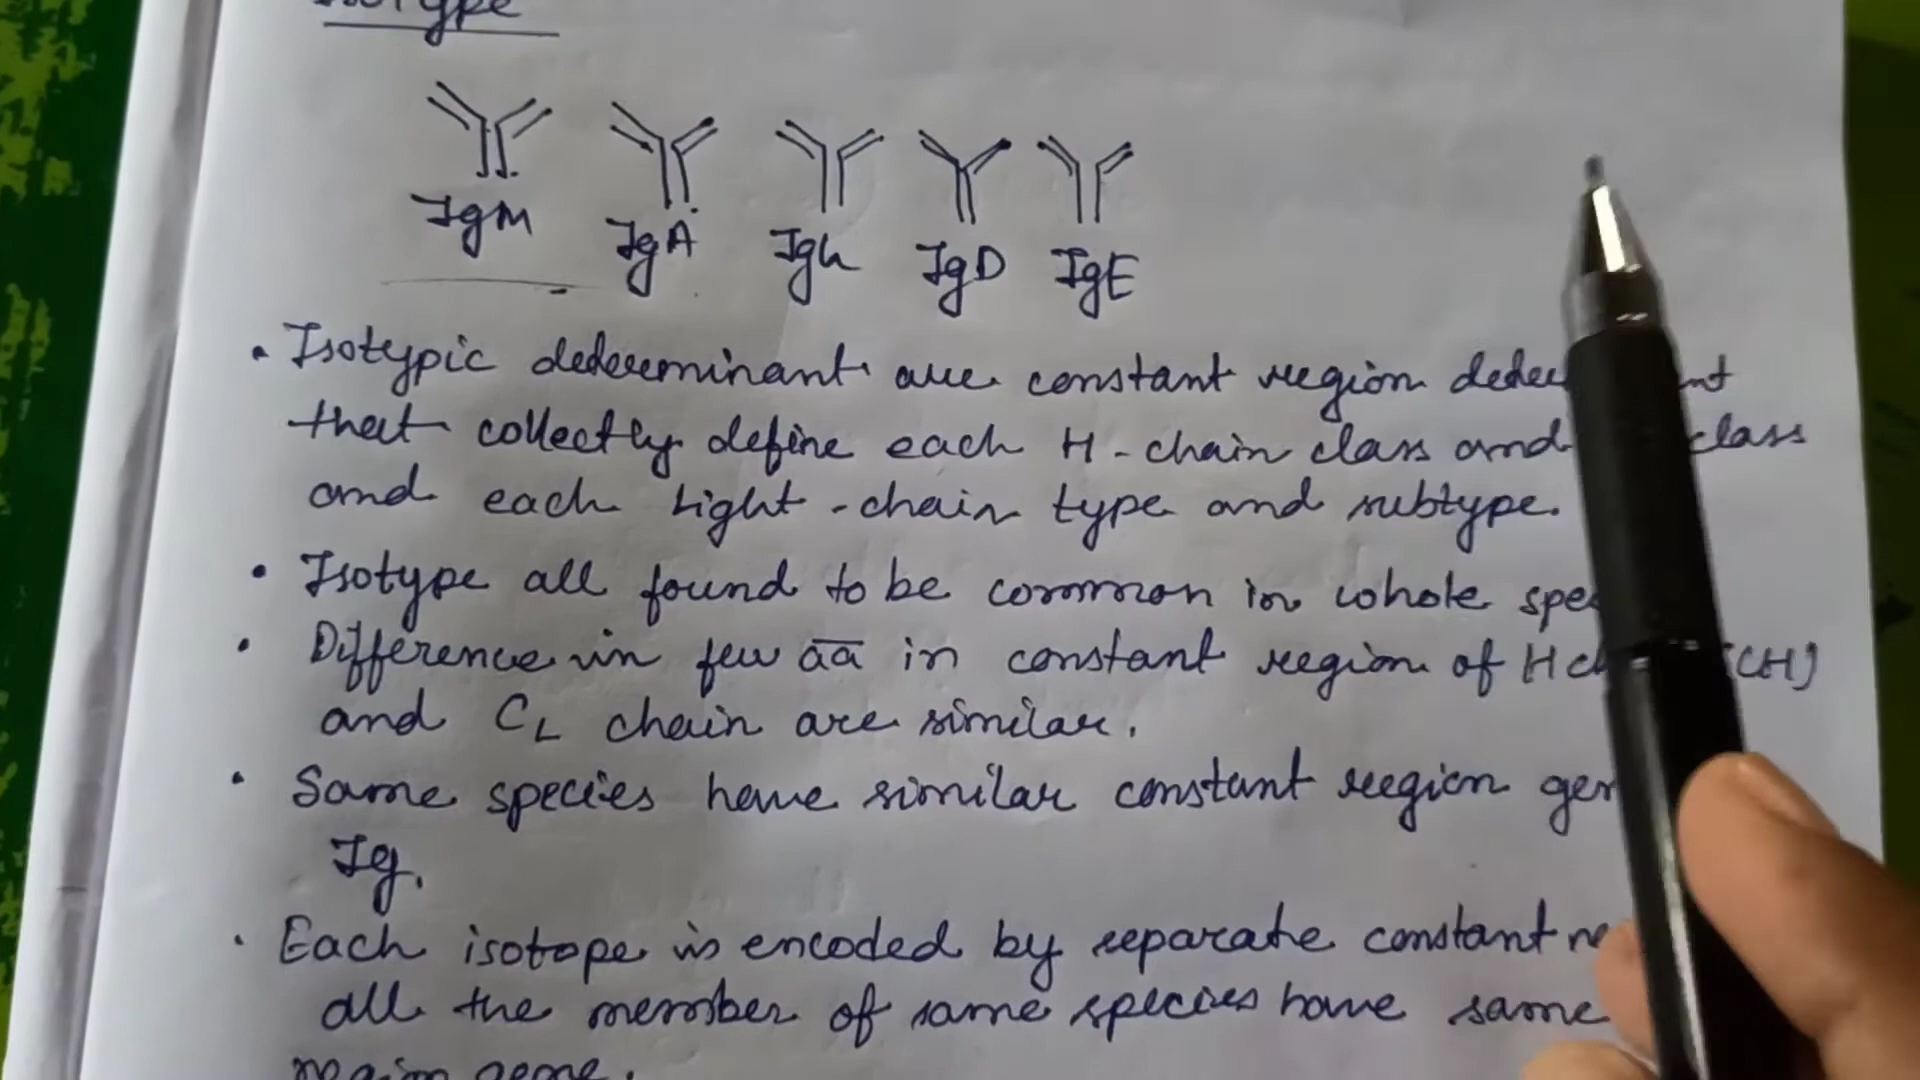 Isotype
IgM IgA IgG IgD IgE
• Isotypic determinant are constant region
that collectly define each H-chain class and class
and each Light-chain type and subtype.
• Isotype all found to be common in whole
• Difference in few aa in constant region of H (CH)
and CL chain are similar.
• Same species have similar constant region
Ig.
• Each isotope is encoded by separate constant
all the member of same species have same
region gene.